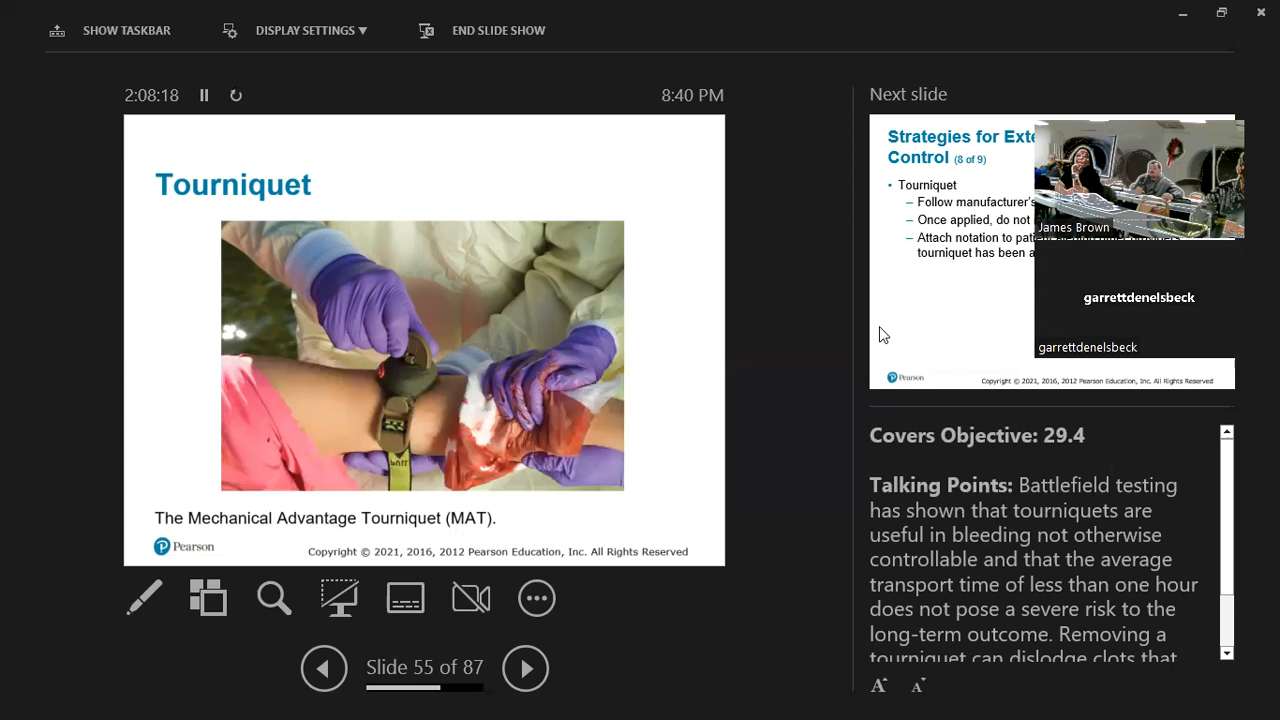 SHOW TASKBAR
DISPLAY SETTINGS ▼
END SLIDE SHOW
2:08:18
8:40 PM
Tourniquet
The Mechanical Advantage Tourniquet (MAT).
Pearson
Copyright © 2021, 2016, 2012 Pearson Education, Inc. All Rights Reserved
Slide 55 of 87
Next slide
Strategies for Exte
Control (8 of 9)
• Tourniquet
– Follow manufacturer's
– Once applied, do not
– Attach notation to
tourniquet has been a
James Brown
garrettdenelsbeck
garrettdenelsbeck
Pearson
Copyright © 2021, 2016, 2012 Pearson Education, Inc. All Rights Reserved
Covers Objective: 29.4
Talking Points: Battlefield testing
has shown that tourniquets are
useful in bleeding not otherwise
controllable and that the average
transport time of less than one hour
does not pose a severe risk to the
long-term outcome. Removing a
tourniquet can dislodge clots that
A A